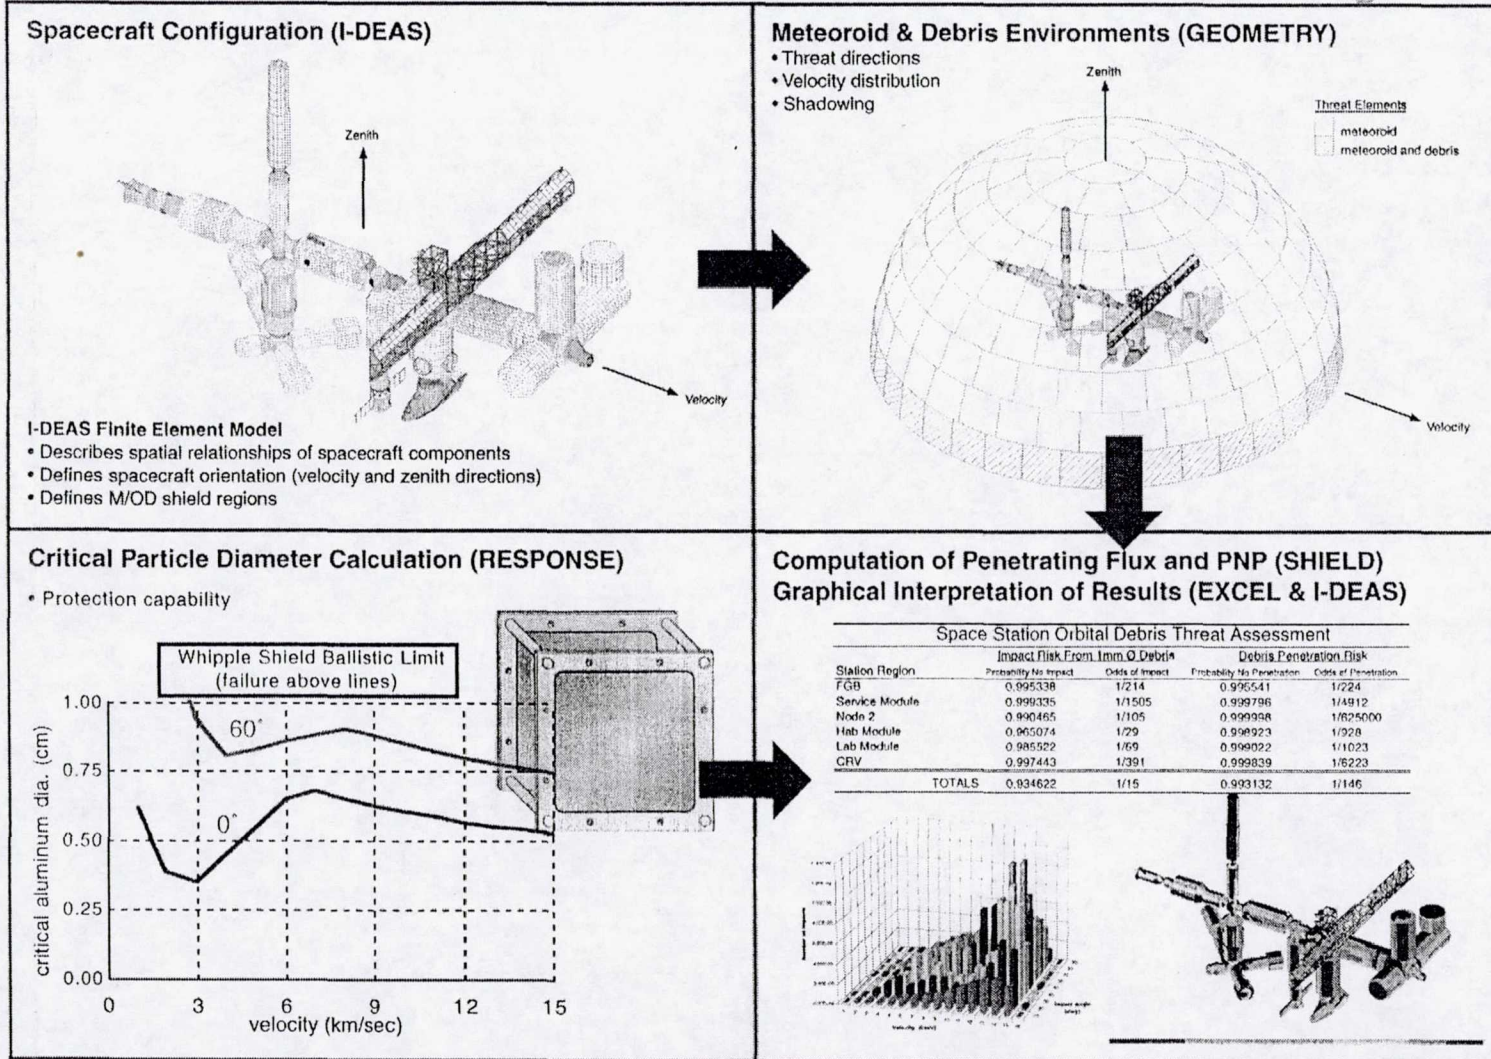 Spacecraft Configuration (I-DEAS)
Zenith
Velocity
I-DEAS Finite Element Model
• Describes spatial relationships of spacecraft components
• Defines spacecraft orientation (velocity and zenith directions)
• Defines M/OD shield regions
Meteoroid & Debris Environments (GEOMETRY)
• Threat directions
• Velocity distribution
• Shadowing
Zenith
Threat Elements
meteoroid
meteoroid and debris
Velocity
Critical Particle Diameter Calculation (RESPONSE)
• Protection capability
Whipple Shield Ballistic Limit
(failure above lines)
critical aluminum dia. (cm)
1.00
0.75
0.50
0.25
0.00
60°
0°
0 3 6 9 12 15
velocity (km/sec)
Computation of Penetrating Flux and PNP (SHIELD)
Graphical Interpretation of Results (EXCEL & I-DEAS)
Space Station Orbital Debris Threat Assessment
Impact Risk From 1mm Ø Debris Debris Penetration Risk
Station Region Probability No Impact Odds of Impact Probability No Penetration Odds of Penetration
FGB 0.995338 1/214 0.995541 1/224
Service Module 0.999335 1/1505 0.999796 1/4912
Node 2 0.990465 1/105 0.999998 1/625000
Hab Module 0.965074 1/29 0.998923 1/928
Lab Module 0.985522 1/69 0.999022 1/1023
CRV 0.997443 1/391 0.999839 1/6223
TOTALS 0.934622 1/15 0.993132 1/146